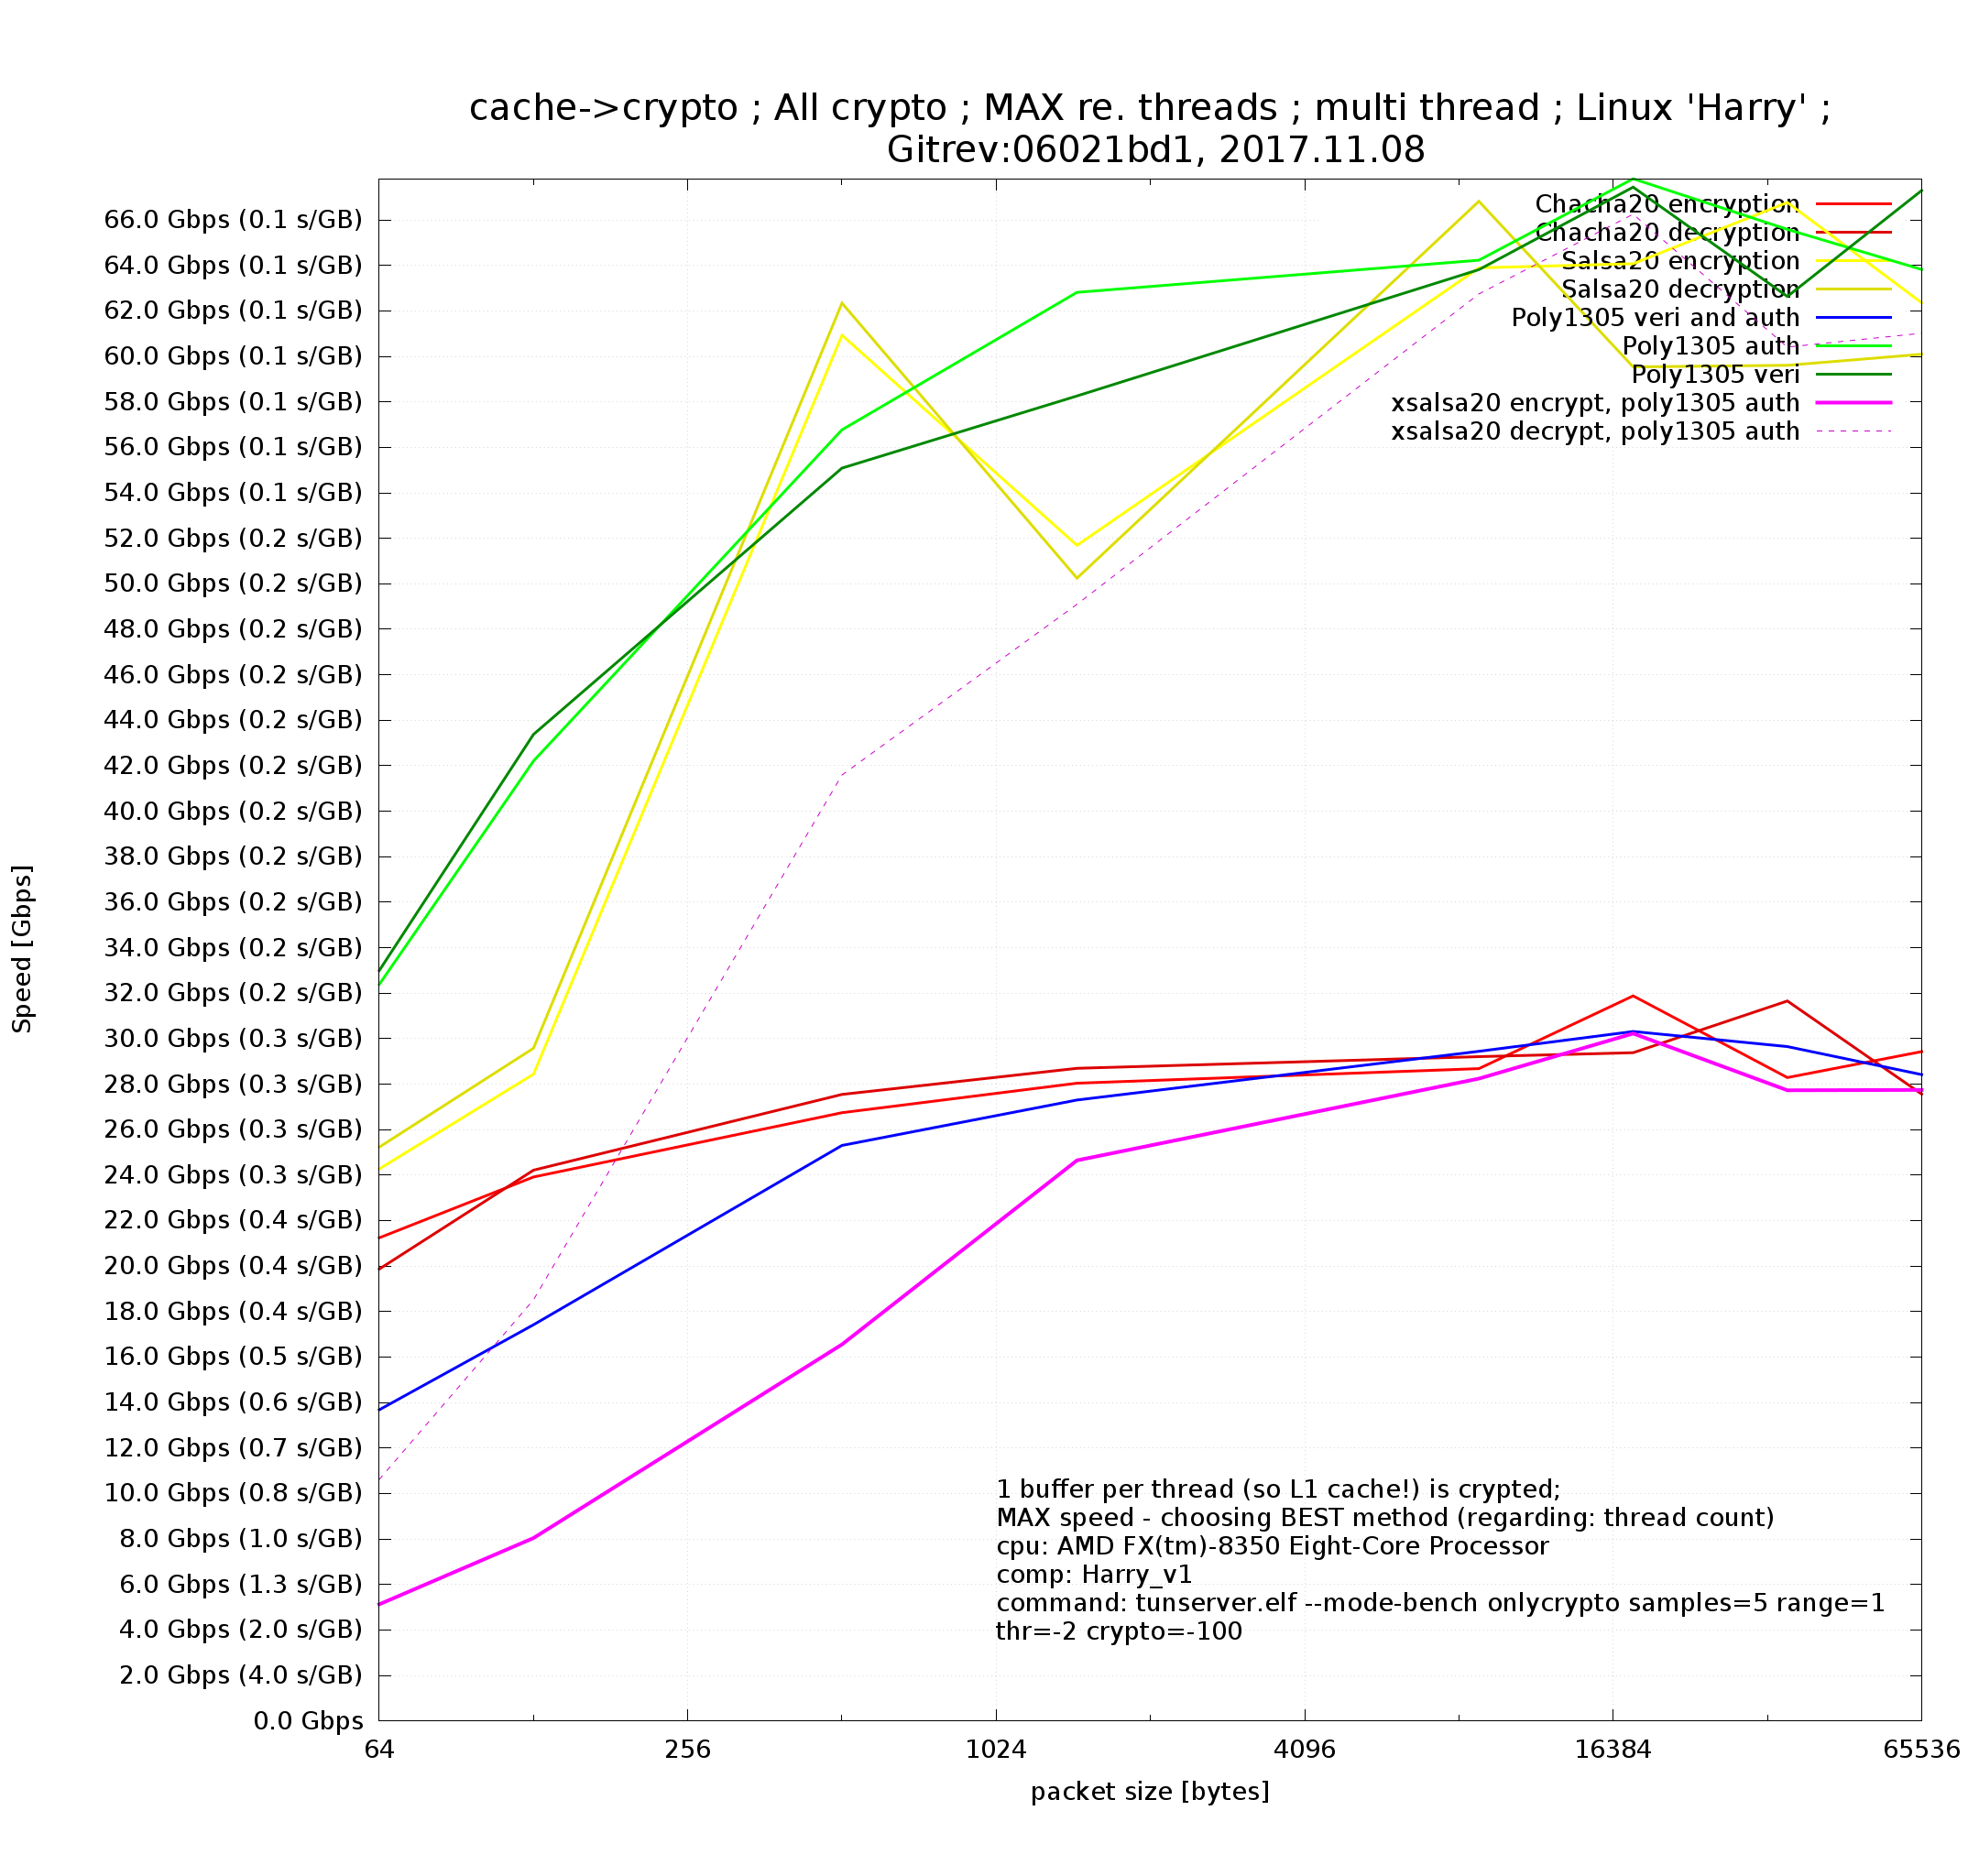 cache->crypto ; All crypto ; MAX re. threads ; multi thread ; Linux 'Harry' ;
Gitrev:06021bd1, 2017.11.08
66.0 Gbps (0.1 s/GB)
64.0 Gbps (0.1 s/GB)
62.0 Gbps (0.1 s/GB)
60.0 Gbps (0.1 s/GB)
58.0 Gbps (0.1 s/GB)
56.0 Gbps (0.1 s/GB)
54.0 Gbps (0.1 s/GB)
52.0 Gbps (0.2 s/GB)
50.0 Gbps (0.2 s/GB)
48.0 Gbps (0.2 s/GB)
46.0 Gbps (0.2 s/GB)
44.0 Gbps (0.2 s/GB)
42.0 Gbps (0.2 s/GB)
40.0 Gbps (0.2 s/GB)
38.0 Gbps (0.2 s/GB)
36.0 Gbps (0.2 s/GB)
34.0 Gbps (0.2 s/GB)
32.0 Gbps (0.2 s/GB)
30.0 Gbps (0.3 s/GB)
28.0 Gbps (0.3 s/GB)
26.0 Gbps (0.3 s/GB)
24.0 Gbps (0.3 s/GB)
22.0 Gbps (0.4 s/GB)
20.0 Gbps (0.4 s/GB)
18.0 Gbps (0.4 s/GB)
16.0 Gbps (0.5 s/GB)
14.0 Gbps (0.6 s/GB)
12.0 Gbps (0.7 s/GB)
10.0 Gbps (0.8 s/GB)
8.0 Gbps (1.0 s/GB)
6.0 Gbps (1.3 s/GB)
4.0 Gbps (2.0 s/GB)
2.0 Gbps (4.0 s/GB)
0.0 Gbps
Speed [Gbps]
Chacha20 encryption
Chacha20 decryption
Salsa20 encryption
Salsa20 decryption
Poly1305 veri and auth
Poly1305 auth
Poly1305 veri
xsalsa20 encrypt, poly1305 auth
xsalsa20 decrypt, poly1305 auth
1 buffer per thread (so L1 cache!) is crypted;
MAX speed - choosing BEST method (regarding: thread count)
cpu: AMD FX(tm)-8350 Eight-Core Processor
comp: Harry_v1
command: tunserver.elf --mode-bench onlycrypto samples=5 range=1
thr=-2 crypto=-100
64 256 1024 4096 16384 65536
packet size [bytes]